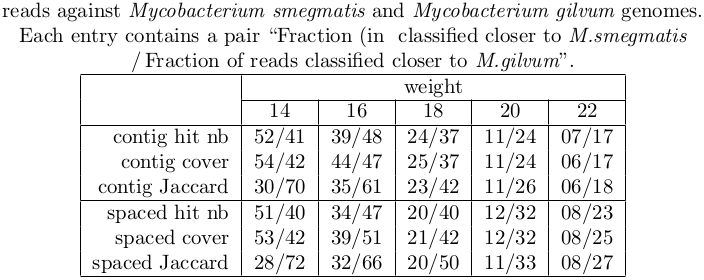 reads against Mycobacterium smegmatis and Mycobacterium gilvum genomes.
Each entry contains a pair “Fraction (in  classified closer to M.smegmatis
/ Fraction of reads classified closer to M.gilvum”.
weight
14 16 18 20 22
contig hit nb 52/41 39/48 24/37 11/24 07/17
contig cover 54/42 44/47 25/37 11/24 06/17
contig Jaccard 30/70 35/61 23/42 11/26 06/18
spaced hit nb 51/40 34/47 20/40 12/32 08/23
spaced cover 53/42 39/51 21/42 12/32 08/25
spaced Jaccard 28/72 32/66 20/50 11/33 08/27